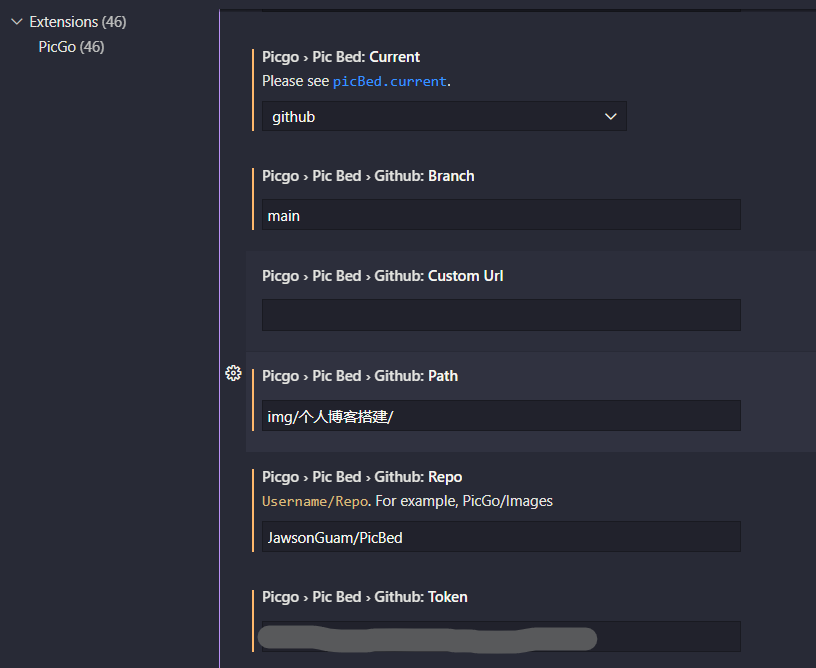 Extensions (46)
PicGo (46)
Picgo › Pic Bed: Current
Please see picBed.current.
github
Picgo › Pic Bed › Github: Branch
main
Picgo › Pic Bed › Github: Custom Url
Picgo › Pic Bed › Github: Path
img/个人博客搭建/
Picgo › Pic Bed › Github: Repo
Username/Repo. For example, PicGo/Images
JawsonGuam/PicBed
Picgo › Pic Bed › Github: Token